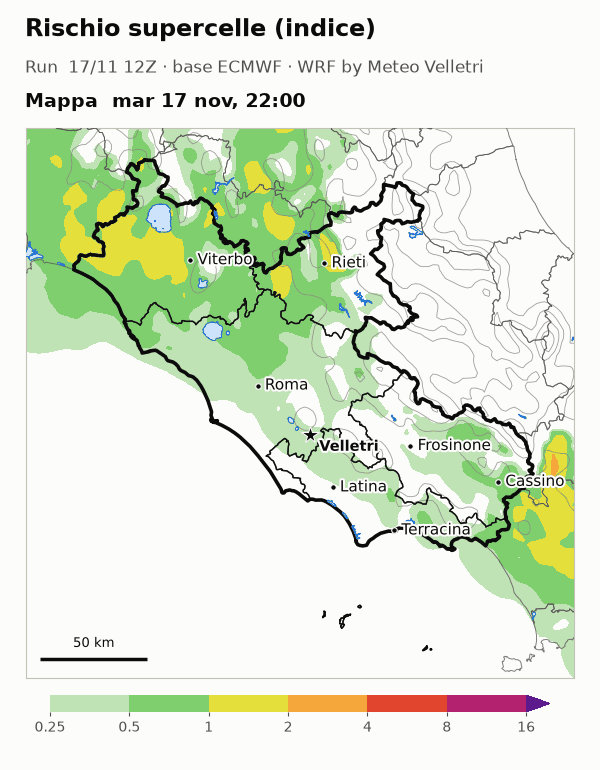 Rischio supercelle (indice)
Run  17/11 12Z · base ECMWF · WRF by Meteo Velletri
Mappa  mar 17 nov, 22:00
Viterbo
Rieti
Roma
Velletri
Frosinone
Cassino
Latina
Terracina
50 km
0.25 0.5 1 2 4 8 16